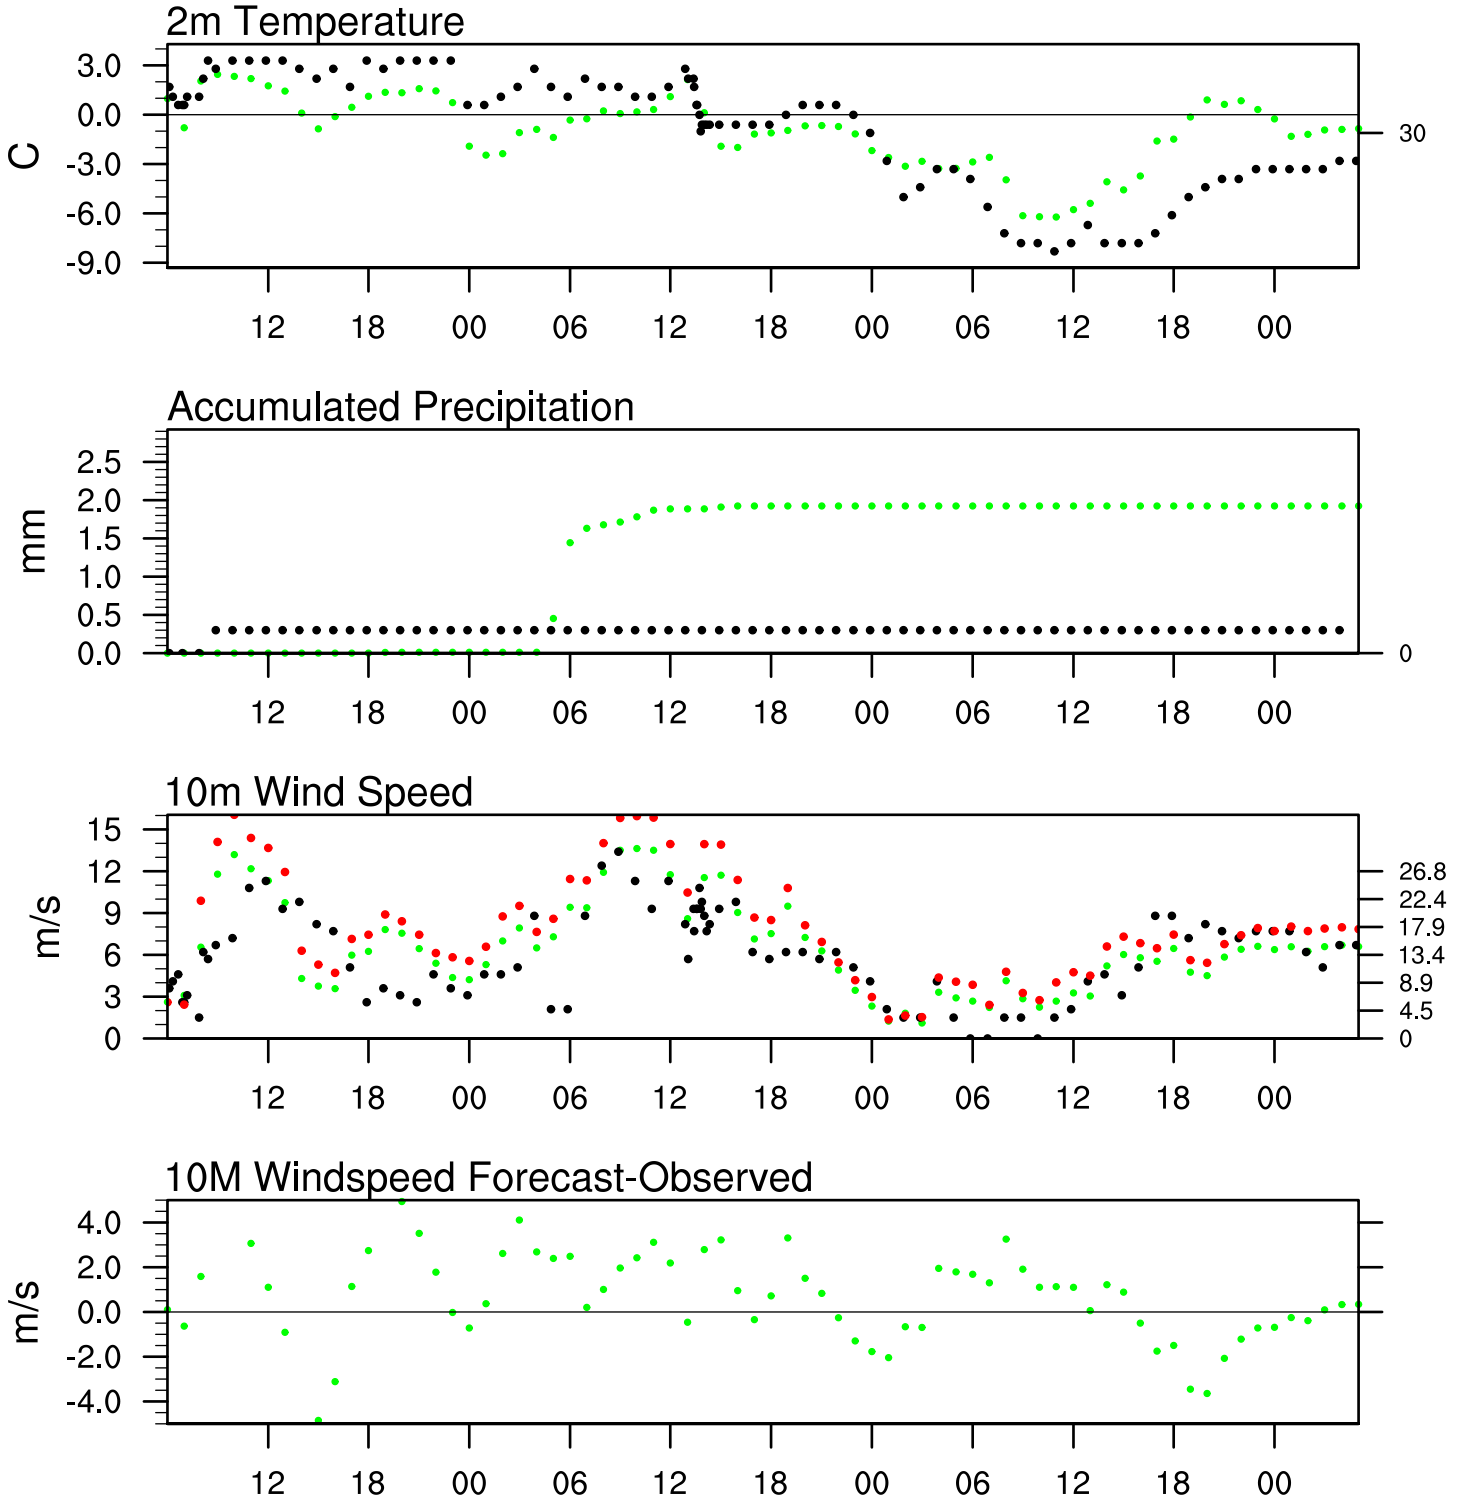 2m Temperature
3.0
0.0
-3.0
-6.0
-9.0
C
30
12 18 00 06 12 18 00 06 12 18 00
Accumulated Precipitation
2.5
2.0
1.5
1.0
0.5
0.0
mm
0
12 18 00 06 12 18 00 06 12 18 00
10m Wind Speed
15
12
9
6
3
0
m/s
26.8
22.4
17.9
13.4
8.9
4.5
0
12 18 00 06 12 18 00 06 12 18 00
10M Windspeed Forecast-Observed
4.0
2.0
0.0
-2.0
-4.0
m/s
12 18 00 06 12 18 00 06 12 18 00